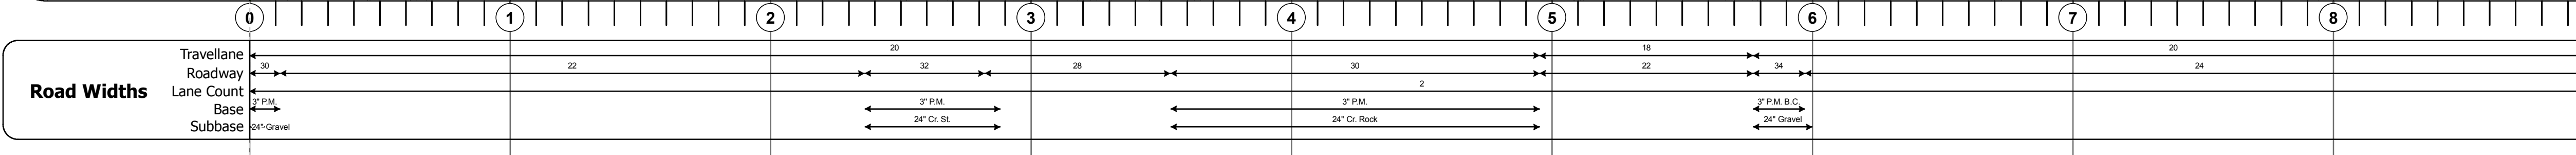 0 1 2 3 4 5 6 7 8
Road Widths
Travellane 20 18 20
Roadway 30 22 32 28 30 22 34 24
Lane Count 2
Base 3" P.M. 3" P.M. 3" P.M. 3" P.M. B.C.
Subbase 24" Gravel 24" Cr. St. 24" Cr. Rock 24" Gravel